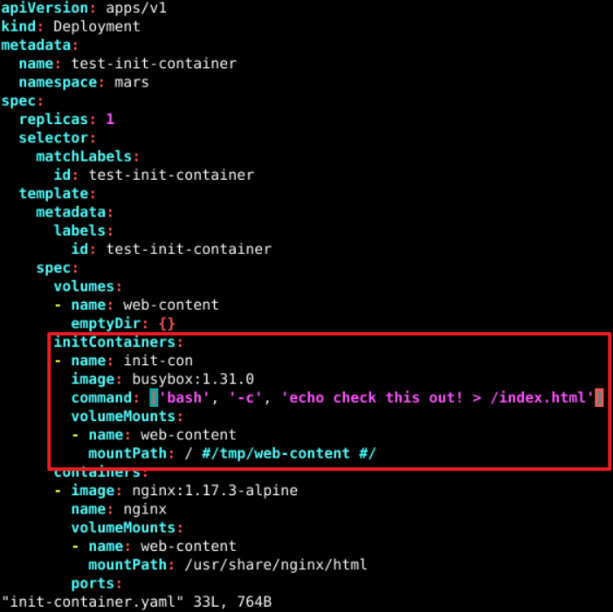 apiVersion: apps/v1
kind: Deployment
metadata:
  name: test-init-container
  namespace: mars
spec:
  replicas: 1
  selector:
    matchLabels:
      id: test-init-container
  template:
    metadata:
      labels:
        id: test-init-container
    spec:
      volumes:
      - name: web-content
        emptyDir: {}
      initContainers:
      - name: init-con
        image: busybox:1.31.0
        command: ['bash', '-c', 'echo check this out! > /index.html']
        volumeMounts:
        - name: web-content
          mountPath: / #/tmp/web-content #/
      containers:
      - image: nginx:1.17.3-alpine
        name: nginx
        volumeMounts:
        - name: web-content
          mountPath: /usr/share/nginx/html
        ports:
"init-container.yaml" 33L, 764B